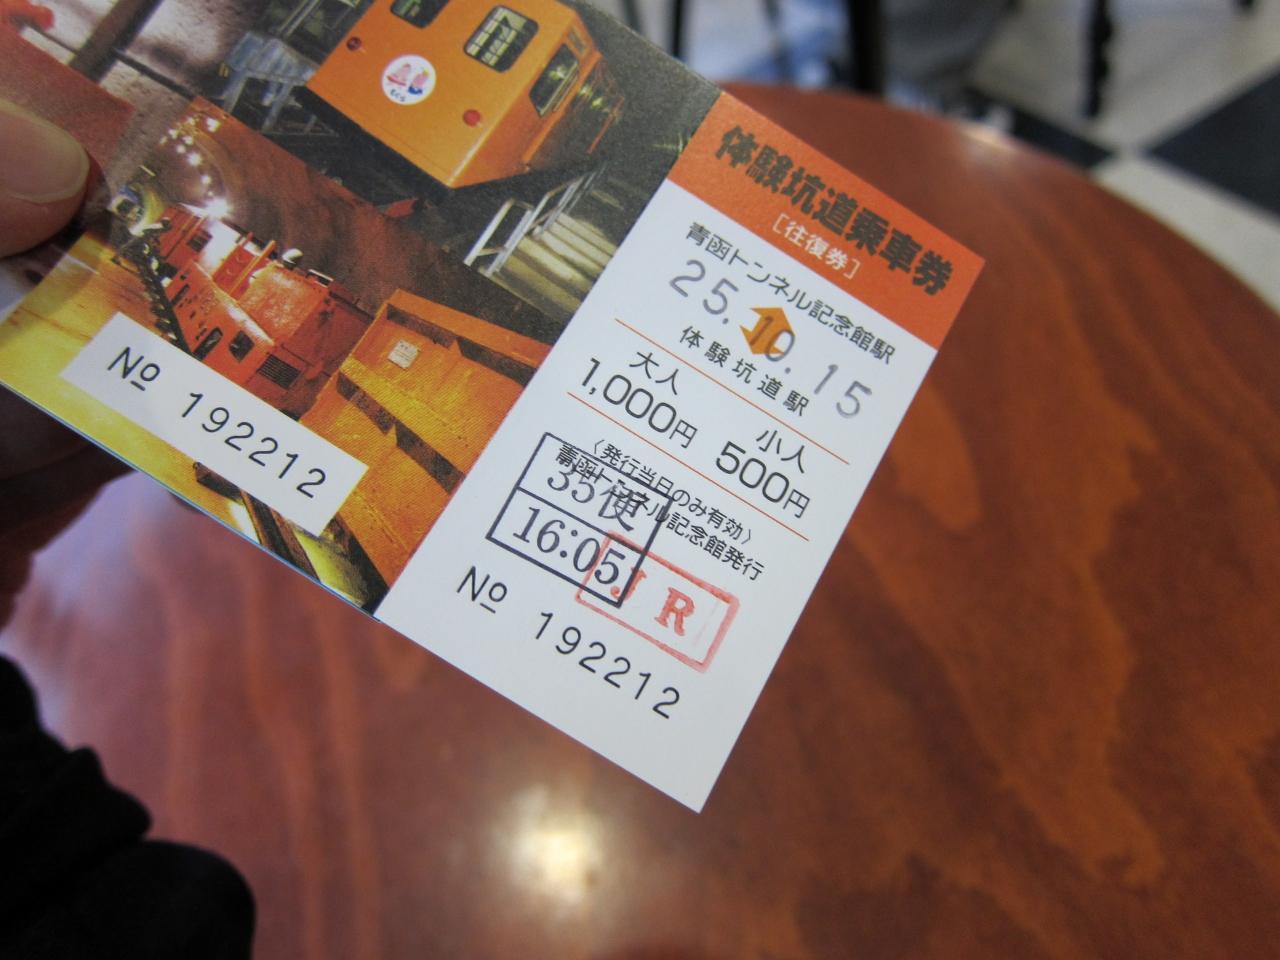 体験坑道乗車券
［往復券］
青函トンネル記念館駅
25.10.15
体験坑道駅
大人 小人
1,000円 500円
〈発行当日のみ有効〉
青函トンネル記念館発行
35便
16:05
JR
№ 192212
№ 192212